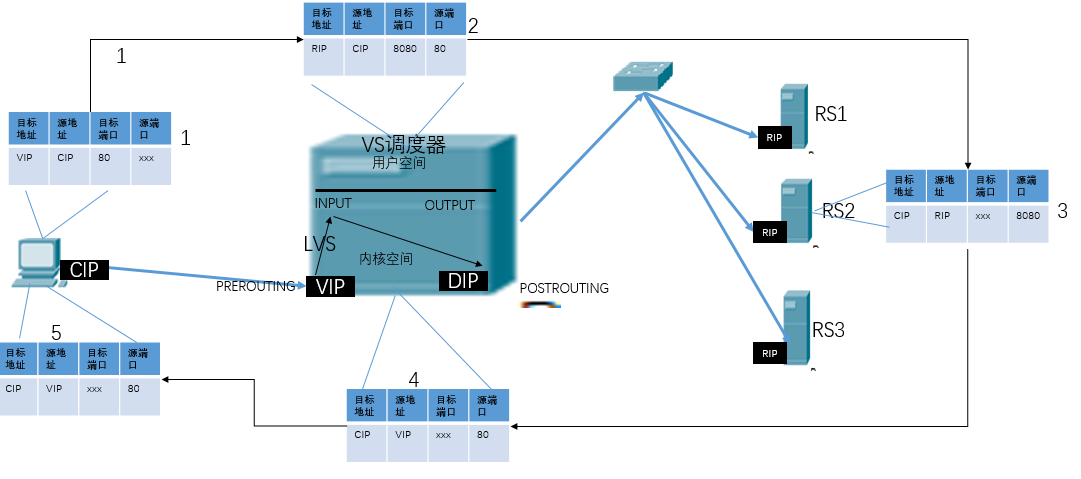 目标 源地 目标 源端
地址 址 端口 口
RIP CIP 8080 80
2
1
目标 源地 目标 源端
地址 址 端口 口
VIP CIP 80 xxx
1
VS调度器
用户空间
INPUT OUTPUT
LVS
内核空间
CIP
PREROUTING VIP DIP
POSTROUTING
RS1
RIP
RS2
RIP
RS3
RIP
目标 源地 目标 源端
地址 址 端口 口
CIP RIP xxx 8080
3
5
目标 源地 目标 源端
地址 址 端口 口
CIP VIP xxx 80
4
目标 源地 目标 源端
地址 址 端口 口
CIP VIP xxx 80